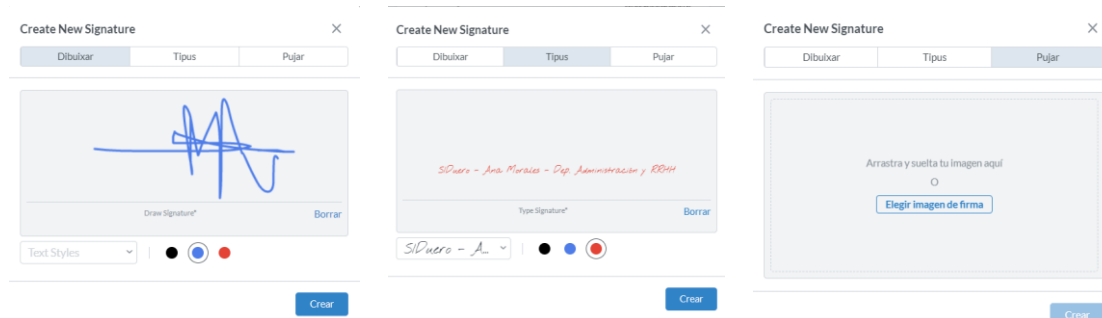 Create New Signature
Dibuixar Tipus Pujar
Draw Signature*
Borrar
Text Styles
Crear
Create New Signature
Dibuixar Tipus Pujar
SIDuero - Ana Morales - Dep. Administración y RRHH
Type Signature*
Borrar
SIDuero - A...
Crear
Create New Signature
Dibuixar Tipus Pujar
Arrastra y suelta tu imagen aquí
O
Elegir imagen de firma
Crear